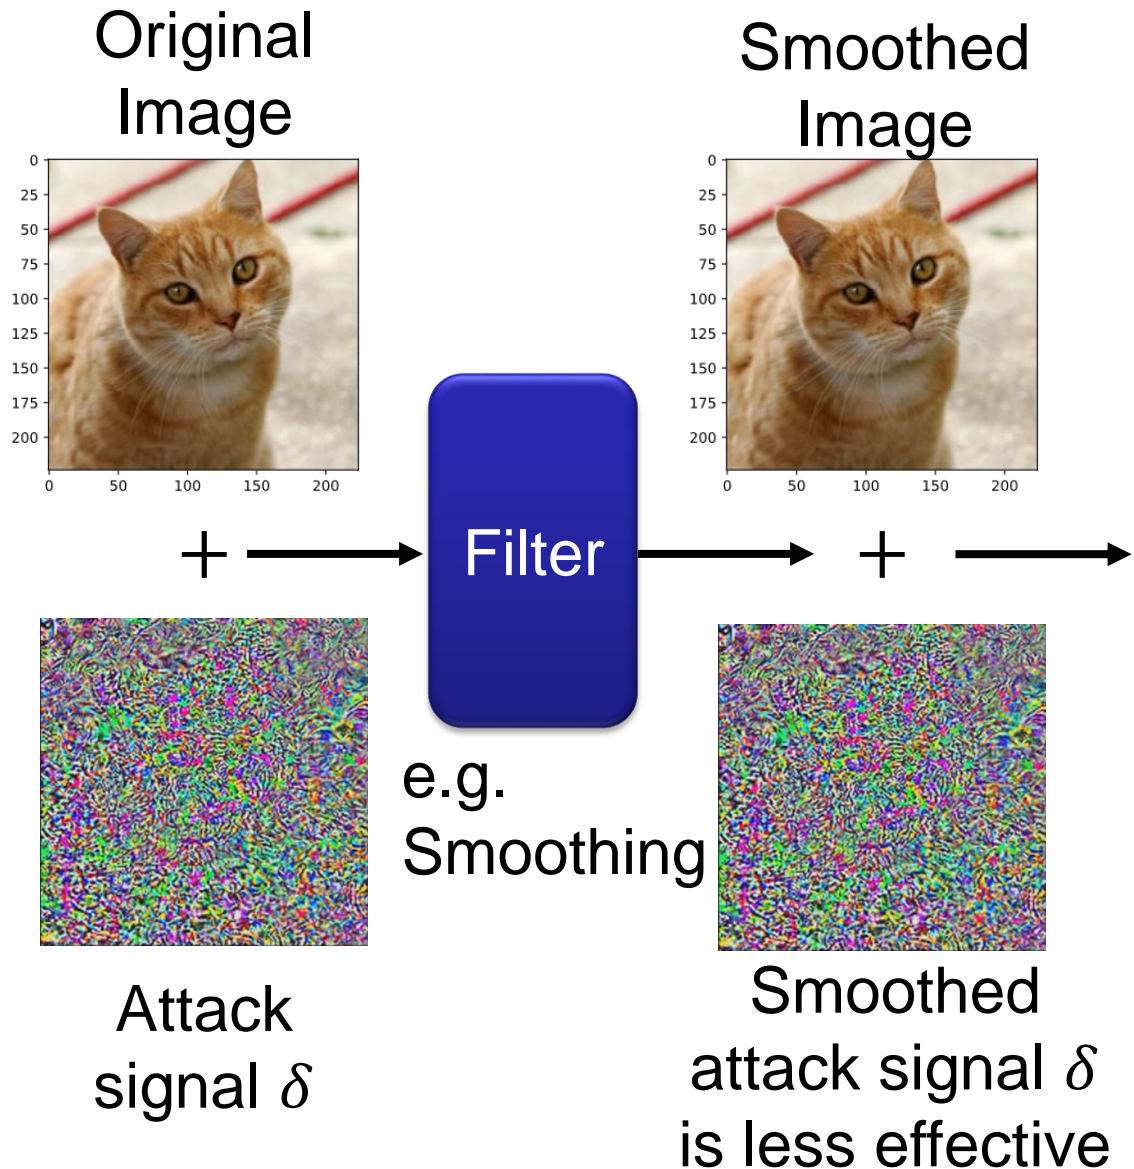 Original
Image
0
25
50
75
100
125
150
175
200
0 50 100 150 200
+
Attack
signal δ
Filter
e.g.
Smoothing
Smoothed
Image
0
25
50
75
100
125
150
175
200
0 50 100 150 200
+
Smoothed
attack signal δ
is less effective